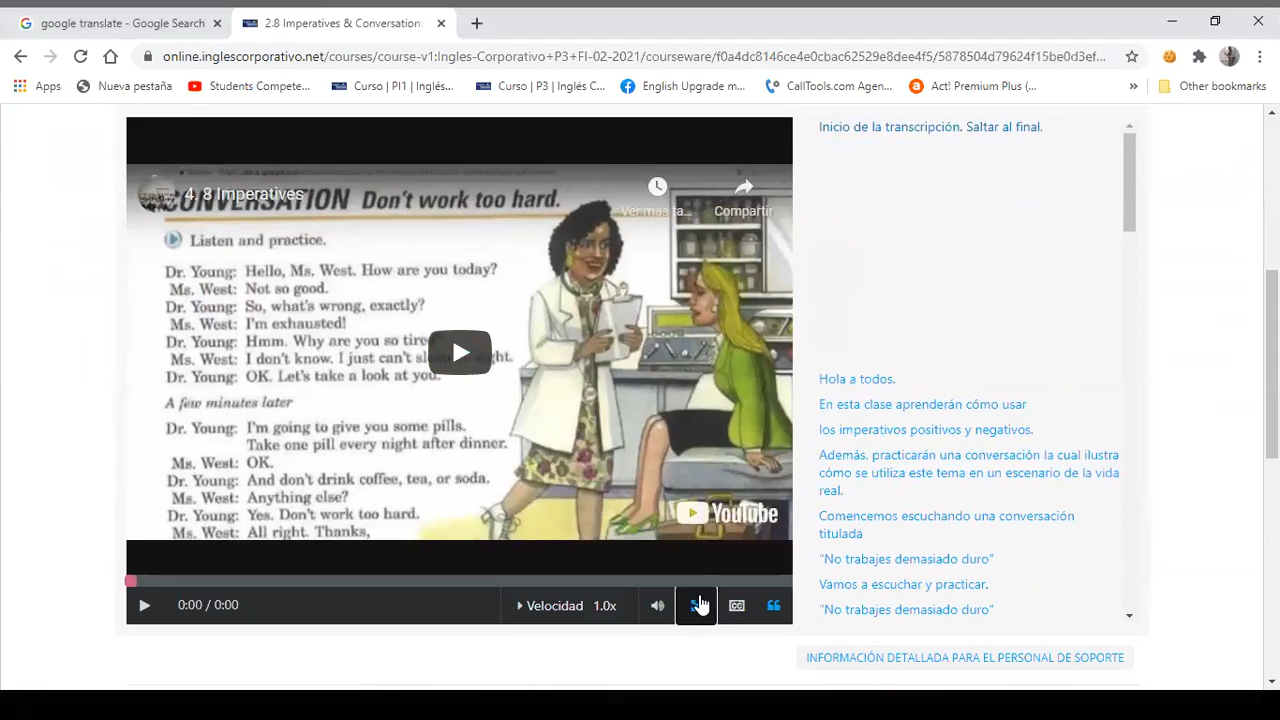 google translate - Google Search
2.8 Imperatives & Conversation:
online.inglescorporativo.net/courses/course-v1:Ingles-Corporativo+P3+FI-02-2021/courseware/f0a4dc8146ce4e0cbac62529e8dee4f5/5878504d79624f15be0d3ef...
Apps
Nueva pestaña
Students Compete...
Curso | PI1 | Inglés...
Curso | P3 | Inglés C...
English Upgrade m...
CallTools.com Agen...
Act! Premium Plus (...
»
Other bookmarks
4. 8 Imperatives
CONVERSATION Don't work too hard.
Ver más ta...
Compartir
Listen and practice.
Dr. Young: Hello, Ms. West. How are you today?
Ms. West: Not so good.
Dr. Young: So, what's wrong, exactly?
Ms. West: I'm exhausted!
Dr. Young: Hmm. Why are you so tired
Ms. West: I don't know. I just can't night.
Dr. Young: OK. Let's take a look at you.
A few minutes later
Dr. Young: I'm going to give you some pills.
Take one pill every night after dinner.
Ms. West: OK.
Dr. Young: And don't drink coffee, tea, or soda.
Ms. West: Anything else?
Dr. Young: Yes. Don't work too hard.
Ms. West: All right. Thanks,
YouTube
0:00 / 0:00
Velocidad 1.0x
CC
Inicio de la transcripción. Saltar al final.
Hola a todos.
En esta clase aprenderán cómo usar
los imperativos positivos y negativos.
Además, practicarán una conversación la cual ilustra
cómo se utiliza este tema en un escenario de la vida
real.
Comencemos escuchando una conversación
titulada
"No trabajes demasiado duro"
Vamos a escuchar y practicar.
"No trabajes demasiado duro"
INFORMACIÓN DETALLADA PARA EL PERSONAL DE SOPORTE